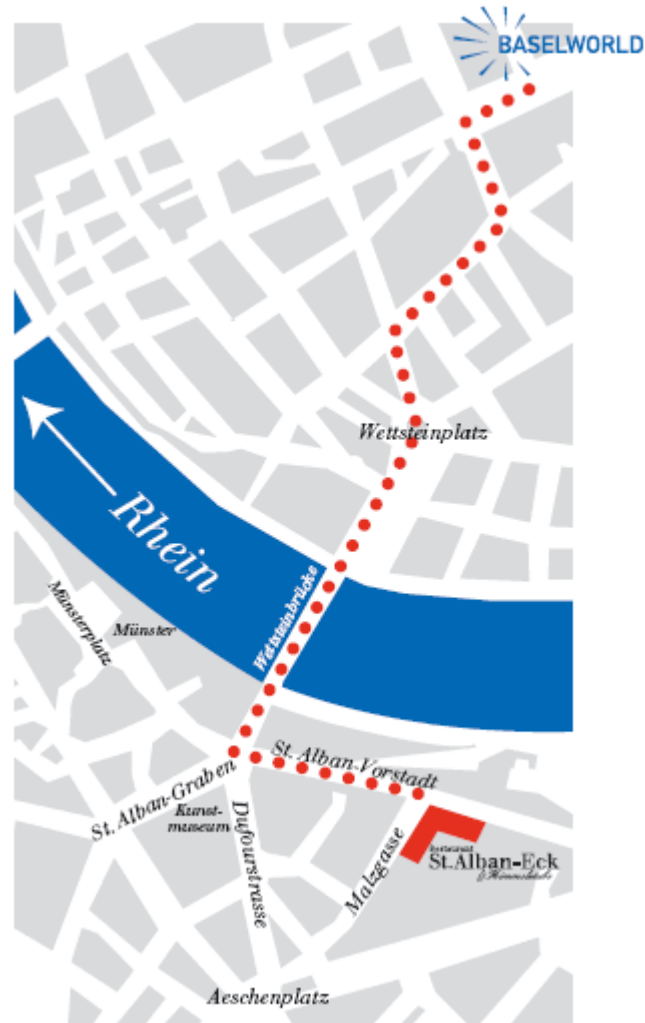 BASELWORLD
Wettsteinplatz
Rhein
Wettsteinbrücke
Münsterplatz
Münster
St. Alban-Vorstadt
St. Alban-Graben
Kunst-
museum
Dufourstrasse
Malzgasse
Restaurant
St.Alban-Eck
Aeschenplatz